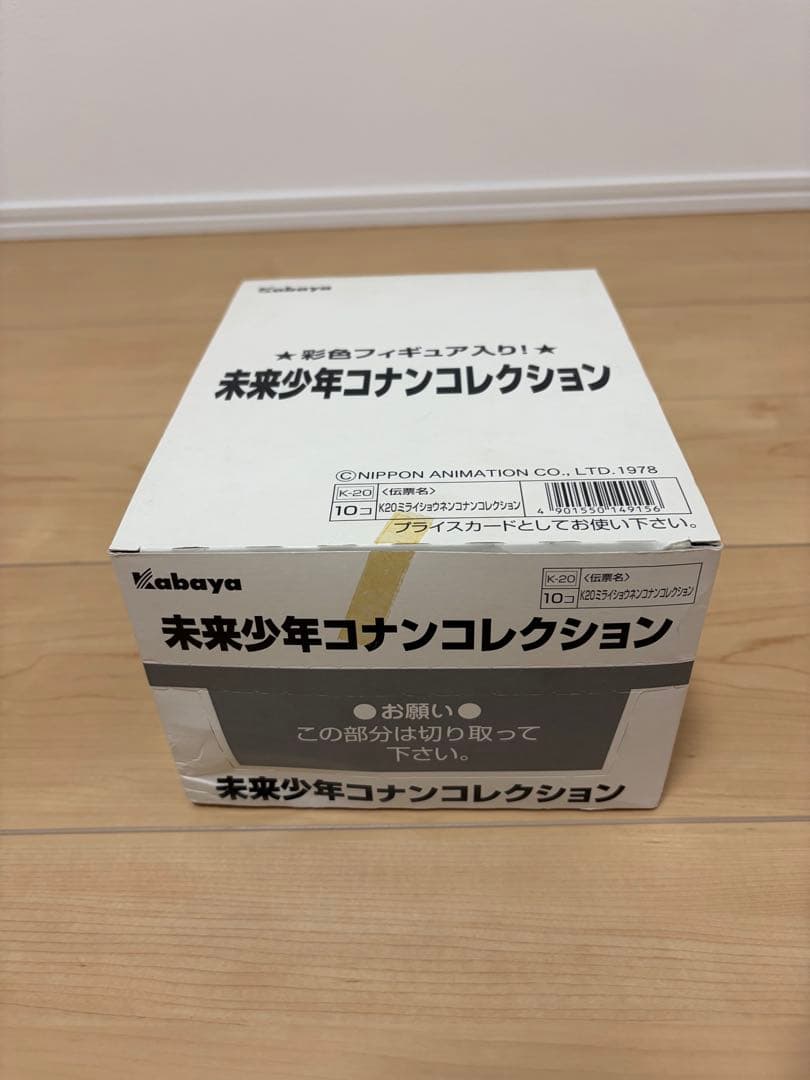 Kabaya
★彩色フィギュア入り!★
未来少年コナンコレクション
©NIPPON ANIMATION CO., LTD.1978
K-20 〈伝票名〉
10コ K20ミライショウネンコナンコレクション
4 901550 149156
プライスカードとしてお使い下さい。
Kabaya
K-20 〈伝票名〉
10コ K20ミライショウネンコナンコレクション
未来少年コナンコレクション
●お願い●
この部分は切り取って
下さい。
未来少年コナンコレクション